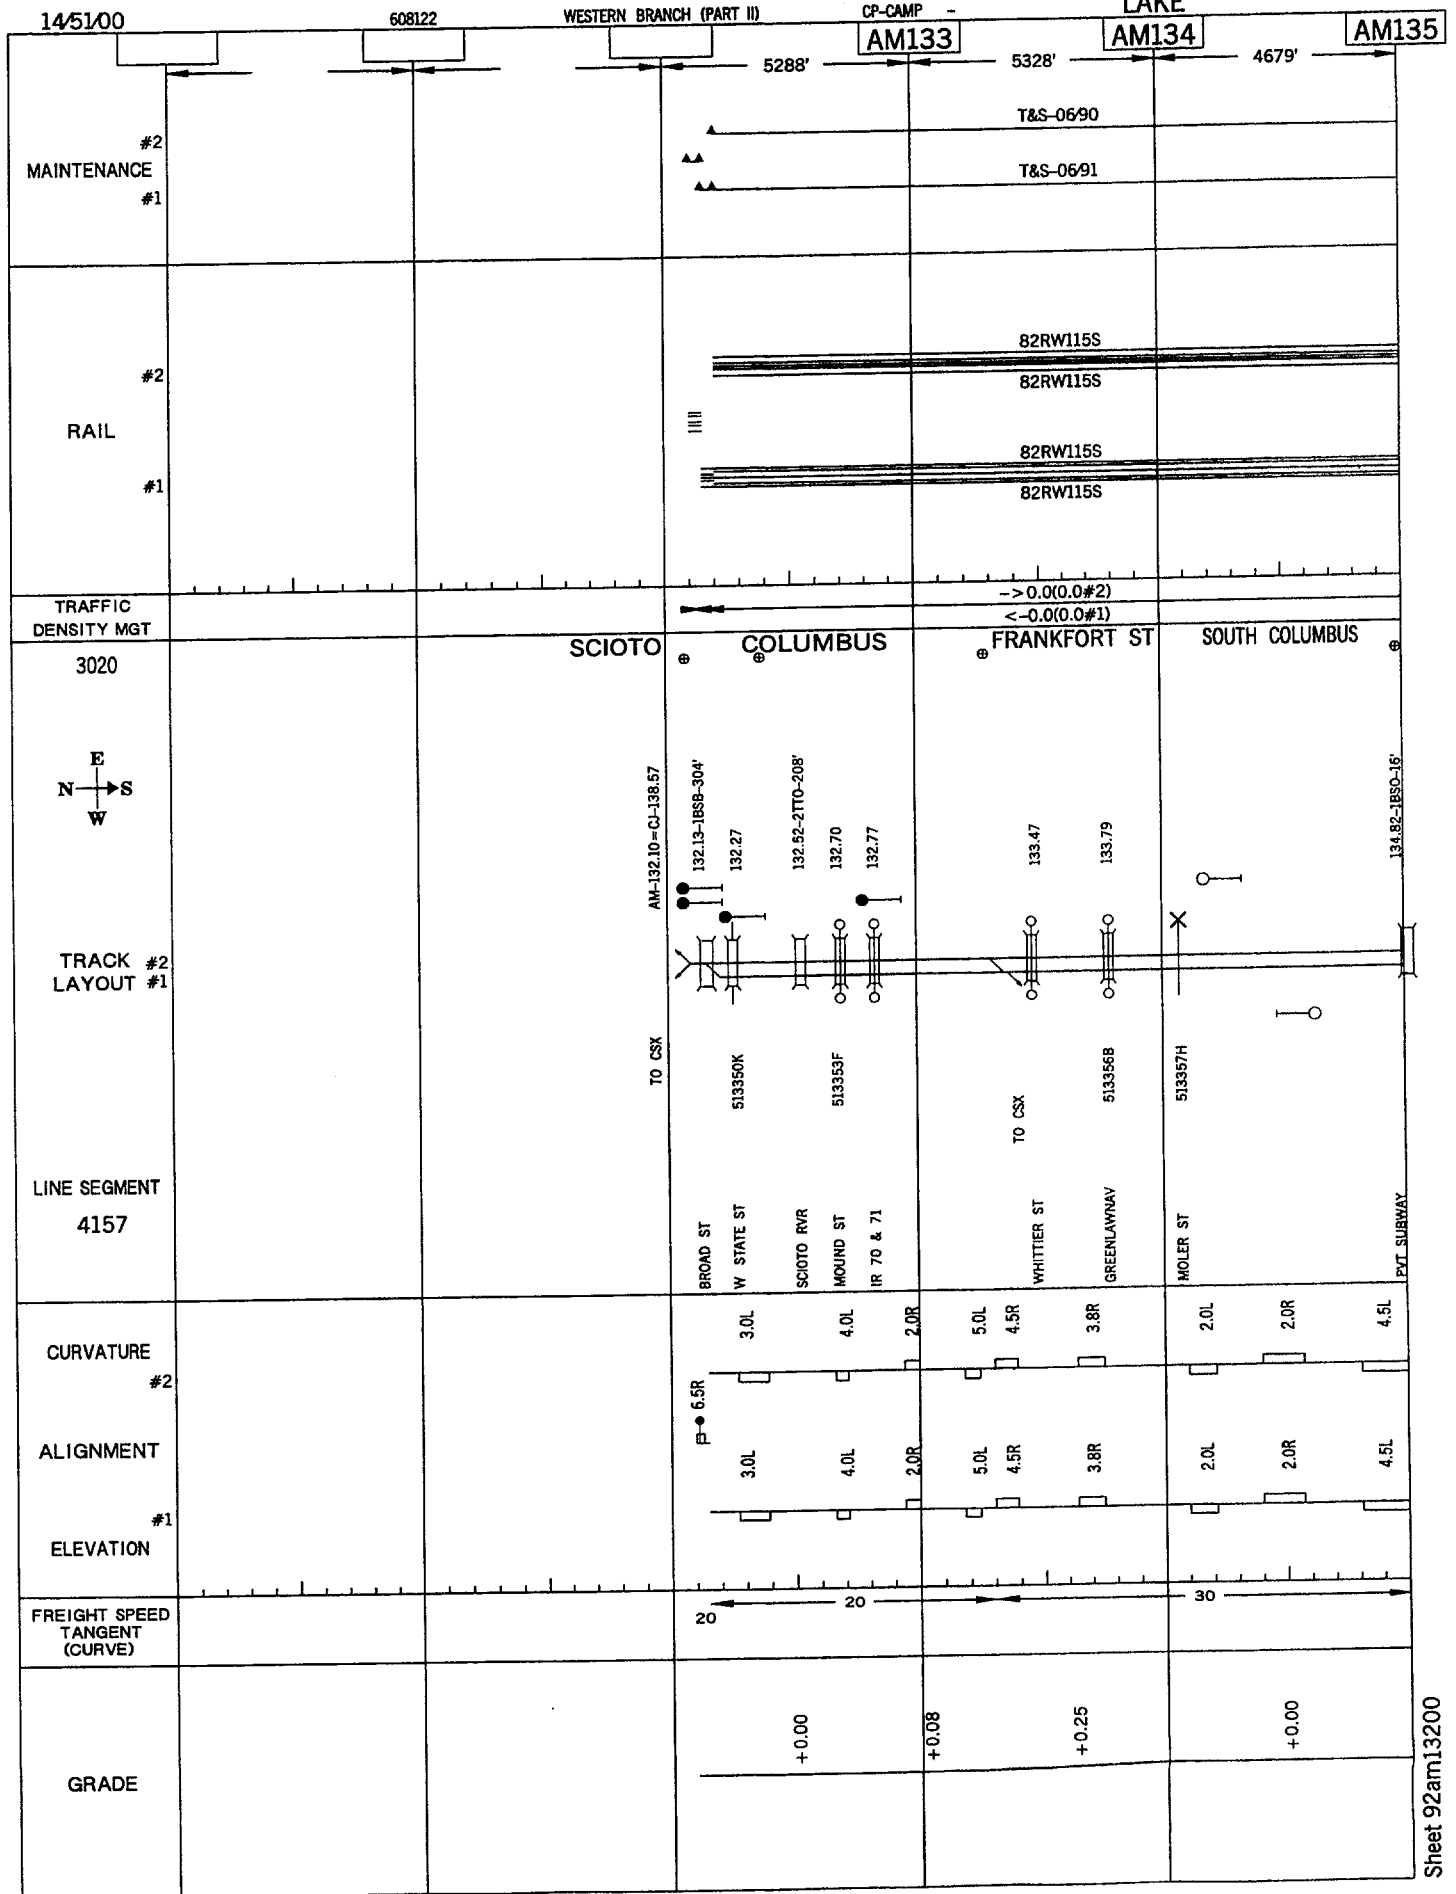 14/51/00
608122
WESTERN BRANCH (PART II)
CP-CAMP -
LAKE
AM133
AM134
AM135
5288'
5328'
4679'
MAINTENANCE
#2
#1
T&S-06/90
T&S-06/91
RAIL
#2
#1
82RW115S
82RW115S
82RW115S
82RW115S
TRAFFIC
DENSITY MGT
->0.0(0.0#2)
<-0.0(0.0#1)
3020
SCIOTO
COLUMBUS
FRANKFORT ST
SOUTH COLUMBUS
E
N S
W
AM-132.10=CJ-138.57
132.13-1BSB-304'
132.27
132.52-2TTO-208'
132.70
132.77
133.47
133.79
134.82-1BSO-16'
TRACK #2
LAYOUT #1
TO CSX
513350K
513353F
TO CSX
513356B
513357H
LINE SEGMENT
4157
BROAD ST
W STATE ST
SCIOTO RVR
MOUND ST
IR 70 & 71
WHITTIER ST
GREENLAWNAV
MOLER ST
PVT SUBWAY
CURVATURE
#2
3.0L
4.0L
2.0R
5.0L
4.5R
3.8R
2.0L
2.0R
4.5L
6.5R
ALIGNMENT
#1
3.0L
4.0L
2.0R
5.0L
4.5R
3.8R
2.0L
2.0R
4.5L
ELEVATION
FREIGHT SPEED
TANGENT
(CURVE)
20
20
30
GRADE
+0.00
+0.08
+0.25
+0.00
Sheet 92am13200